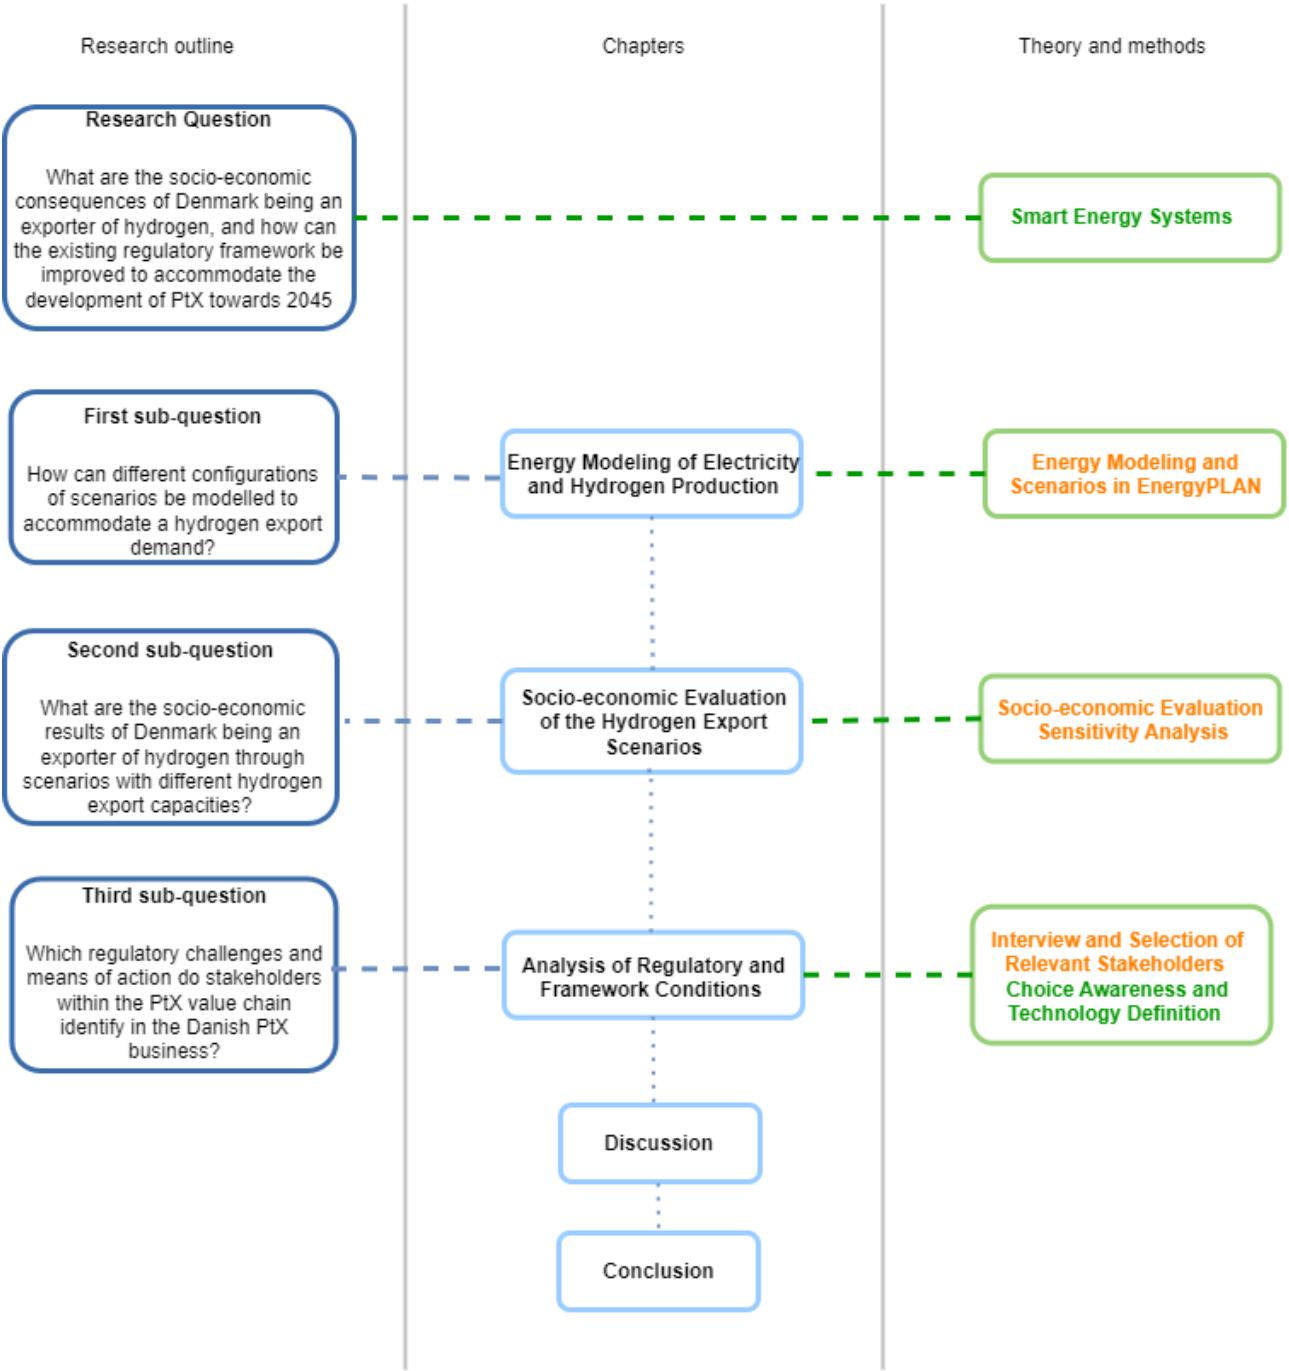 Research outline
Chapters
Theory and methods
Research Question
What are the socio-economic
consequences of Denmark being an
exporter of hydrogen, and how can
the existing regulatory framework be
improved to accommodate the
development of PtX towards 2045
Smart Energy Systems
First sub-question
How can different configurations
of scenarios be modelled to
accommodate a hydrogen export
demand?
Energy Modeling of Electricity
and Hydrogen Production
Energy Modeling and
Scenarios in EnergyPLAN
Second sub-question
What are the socio-economic
results of Denmark being an
exporter of hydrogen through
scenarios with different hydrogen
export capacities?
Socio-economic Evaluation
of the Hydrogen Export
Scenarios
Socio-economic Evaluation
Sensitivity Analysis
Third sub-question
Which regulatory challenges and
means of action do stakeholders
within the PtX value chain
identify in the Danish PtX
business?
Analysis of Regulatory and
Framework Conditions
Interview and Selection of
Relevant Stakeholders
Choice Awareness and
Technology Definition
Discussion
Conclusion